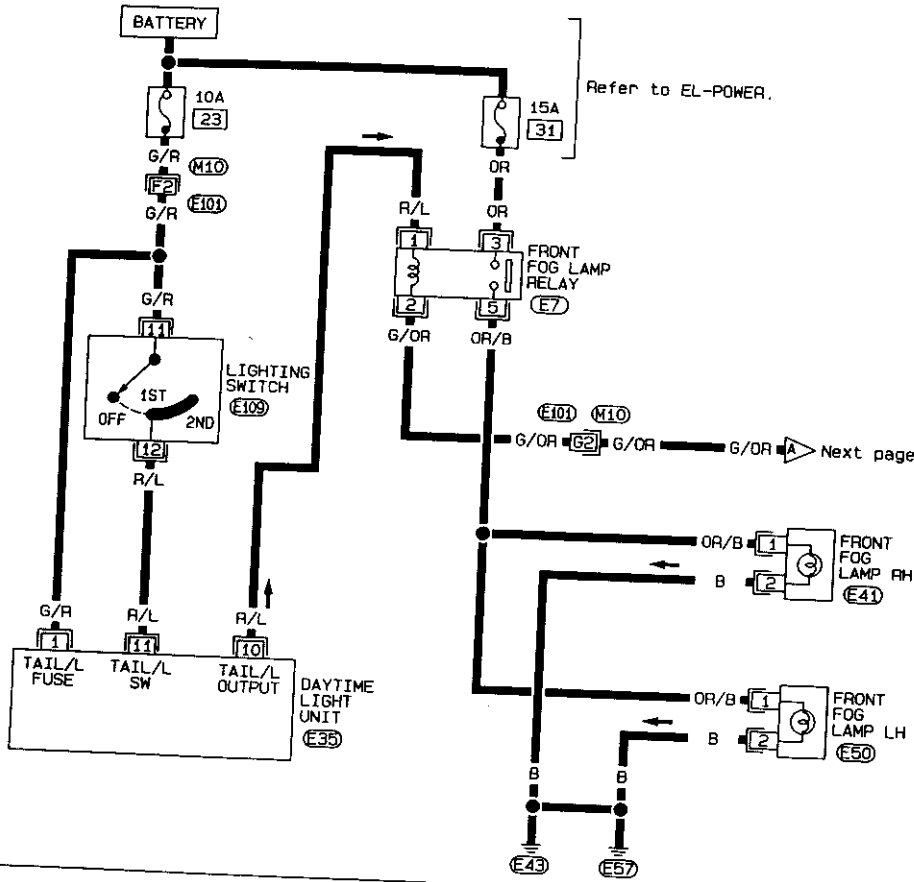 BATTERY
Refer to EL-POWER.
10A
23
15A
31
G/R
M10
OR
F2
E101
G/R
R/L
OR
1
3
FRONT
FOG LAMP
RELAY
E7
2
5
G/R
G/OR
OR/B
11
LIGHTING
SWITCH
E109
OFF
1ST
2ND
E101
M10
G/OR
G2
G/OR
G/OR
A
Next page
12
R/L
OR/B
1
FRONT
FOG
LAMP RH
E41
B
2
G/R
R/L
R/L
1
11
10
TAIL/L
FUSE
TAIL/L
SW
TAIL/L
OUTPUT
DAYTIME
LIGHT
UNIT
E35
OR/B
1
FRONT
FOG
LAMP LH
E50
B
2
B
B
E43
E57